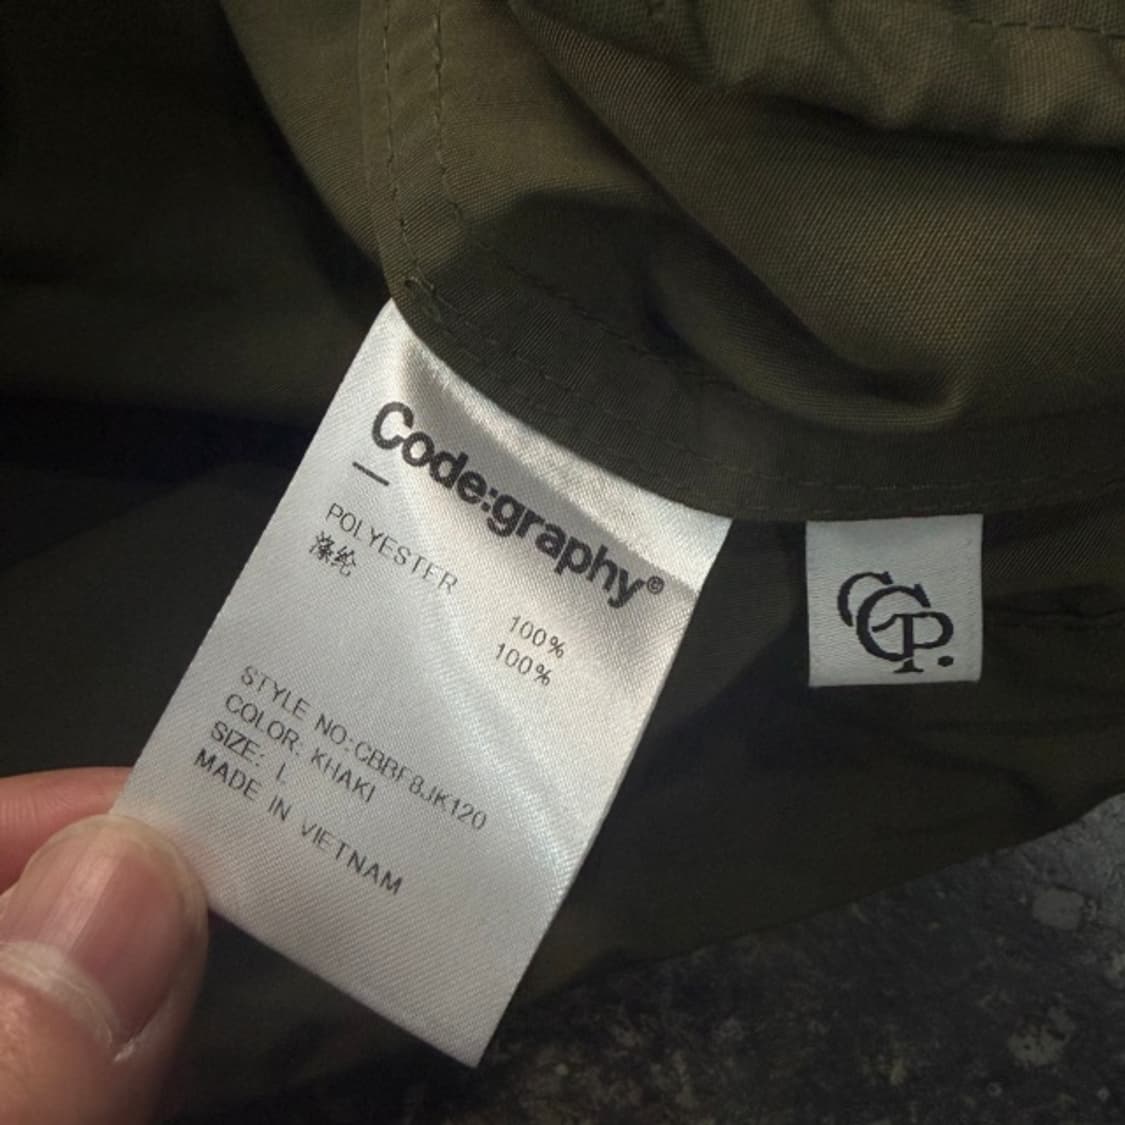 Code:graphy®
POLYESTER 100%
涤纶 100%
STYLE NO: CBBF8JK120
COLOR: KHAKI
SIZE: L
MADE IN VIETNAM
CGP.